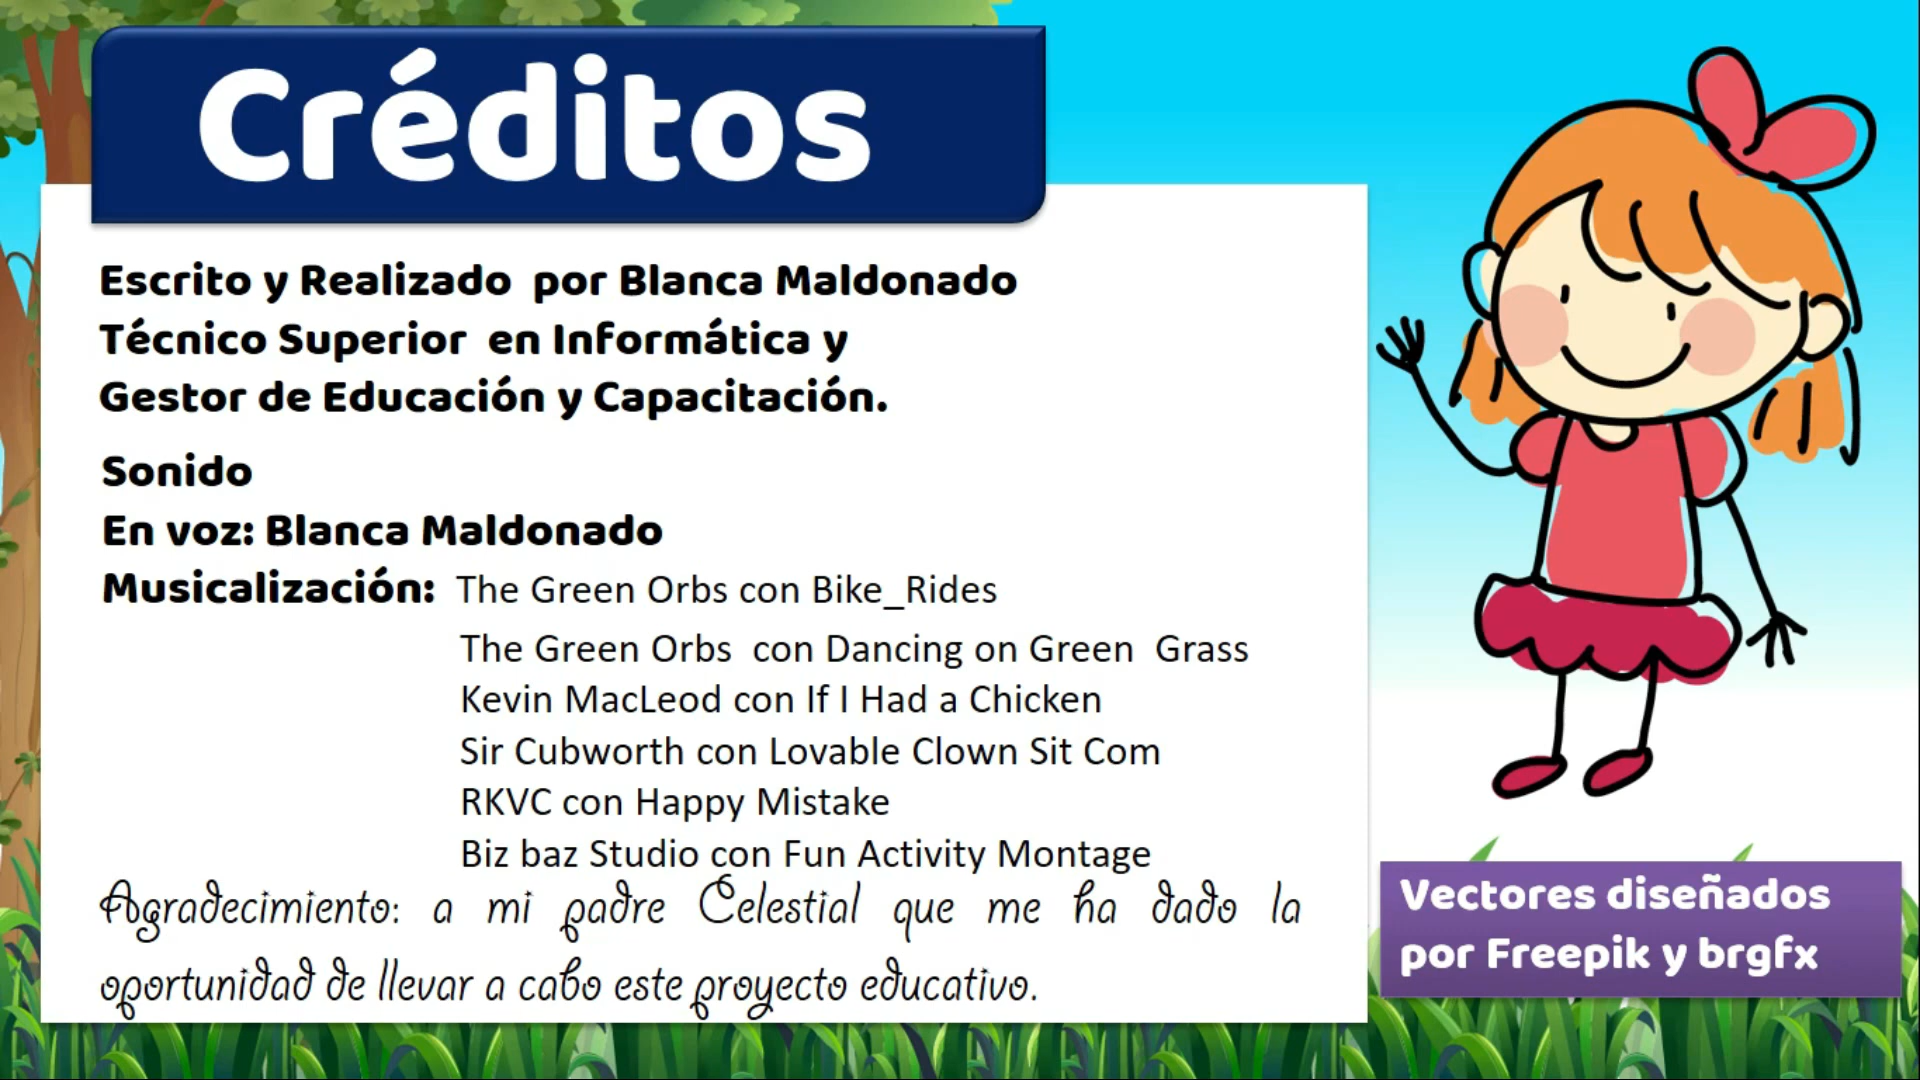 Créditos
Escrito y Realizado por Blanca Maldonado
Técnico Superior en Informática y
Gestor de Educación y Capacitación.
Sonido
En voz: Blanca Maldonado
Musicalización: The Green Orbs con Bike_Rides
The Green Orbs con Dancing on Green Grass
Kevin MacLeod con If I Had a Chicken
Sir Cubworth con Lovable Clown Sit Com
RKVC con Happy Mistake
Biz baz Studio con Fun Activity Montage
Agradecimiento: a mi padre Celestial que me ha dado la
oportunidad de llevar a cabo este proyecto educativo.
Vectores diseñados
por Freepik y brgfx